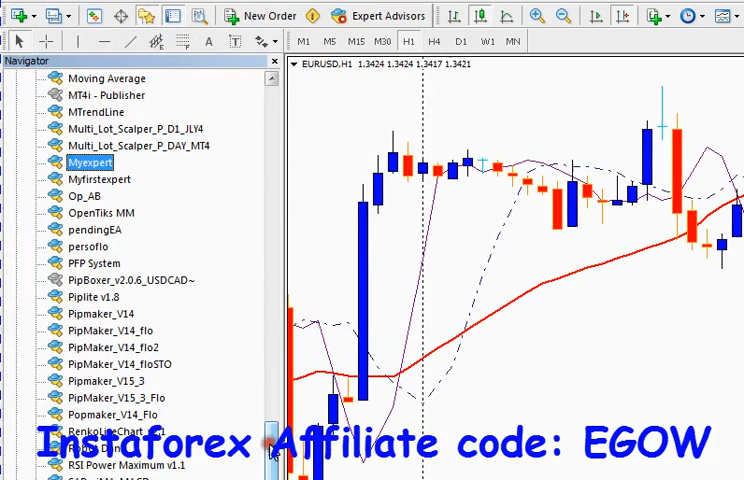 New Order
Expert Advisors
M1 M5 M15 M30 H1 H4 D1 W1 MN
Navigator
EURUSD,H1 1.3424 1.3424 1.3417 1.3421
Moving Average
MT4i - Publisher
MTrendLine
Multi_Lot_Scalper_P_D1_JLY4
Multi_Lot_Scalper_P_DAY_MT4
Myexpert
Myfirstexpert
Op_AB
OpenTiks MM
pendingEA
persoflo
PFP System
PipBoxer_v2.0.6_USDCAD~
Piplite v1.8
Pipmaker_V14
PipMaker_V14_flo
PipMaker_V14_flo2
PipMaker_V14_floSTO
Pipmaker_V15_3
PipMaker_V15_3_Flo
Popmaker_V14_Flo
Instaforex Affiliate code: EGOW
RSI Power Maximum v1.1